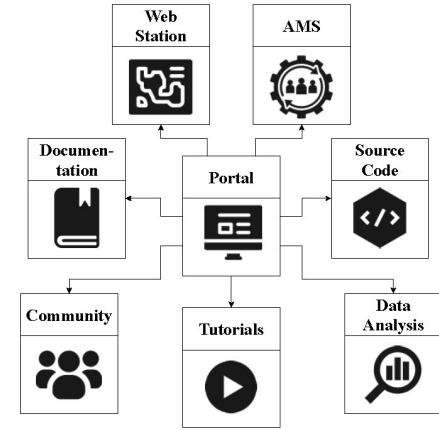 Web
Station
AMS
Documen-
tation
Portal
Source
Code
</>
Community
Tutorials
Data
Analysis